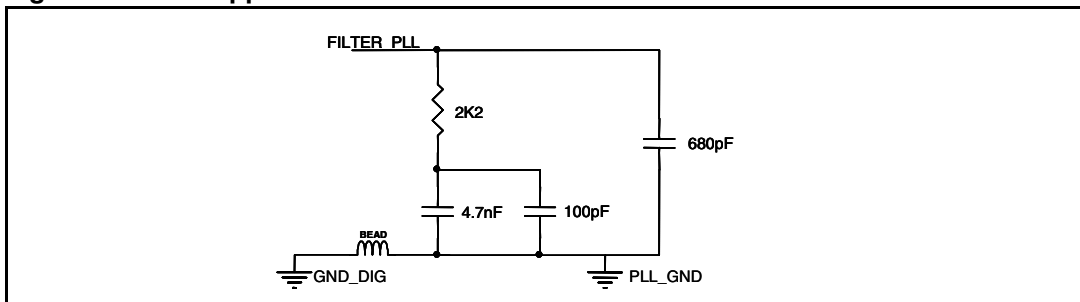 FILTER_PLL
2K2
680pF
4.7nF
100pF
BEAD
GND_DIG
PLL_GND